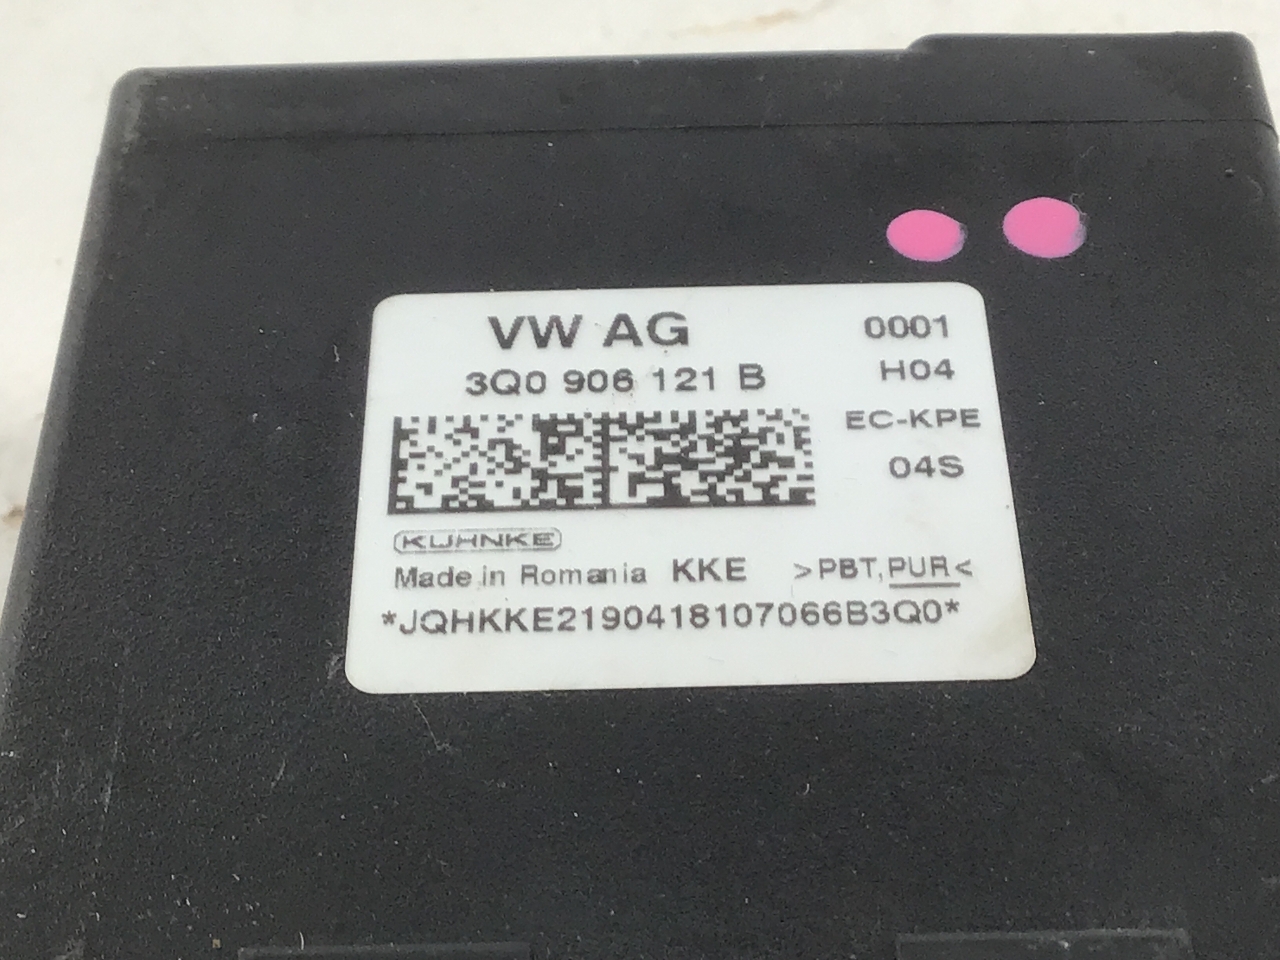 VW AG 0001
3Q0 906 121 B H04
EC-KPE
04S
KUHNKE
Made in Romania KKE >PBT,PUR<
*JQHKKE2190418107066B3Q0*